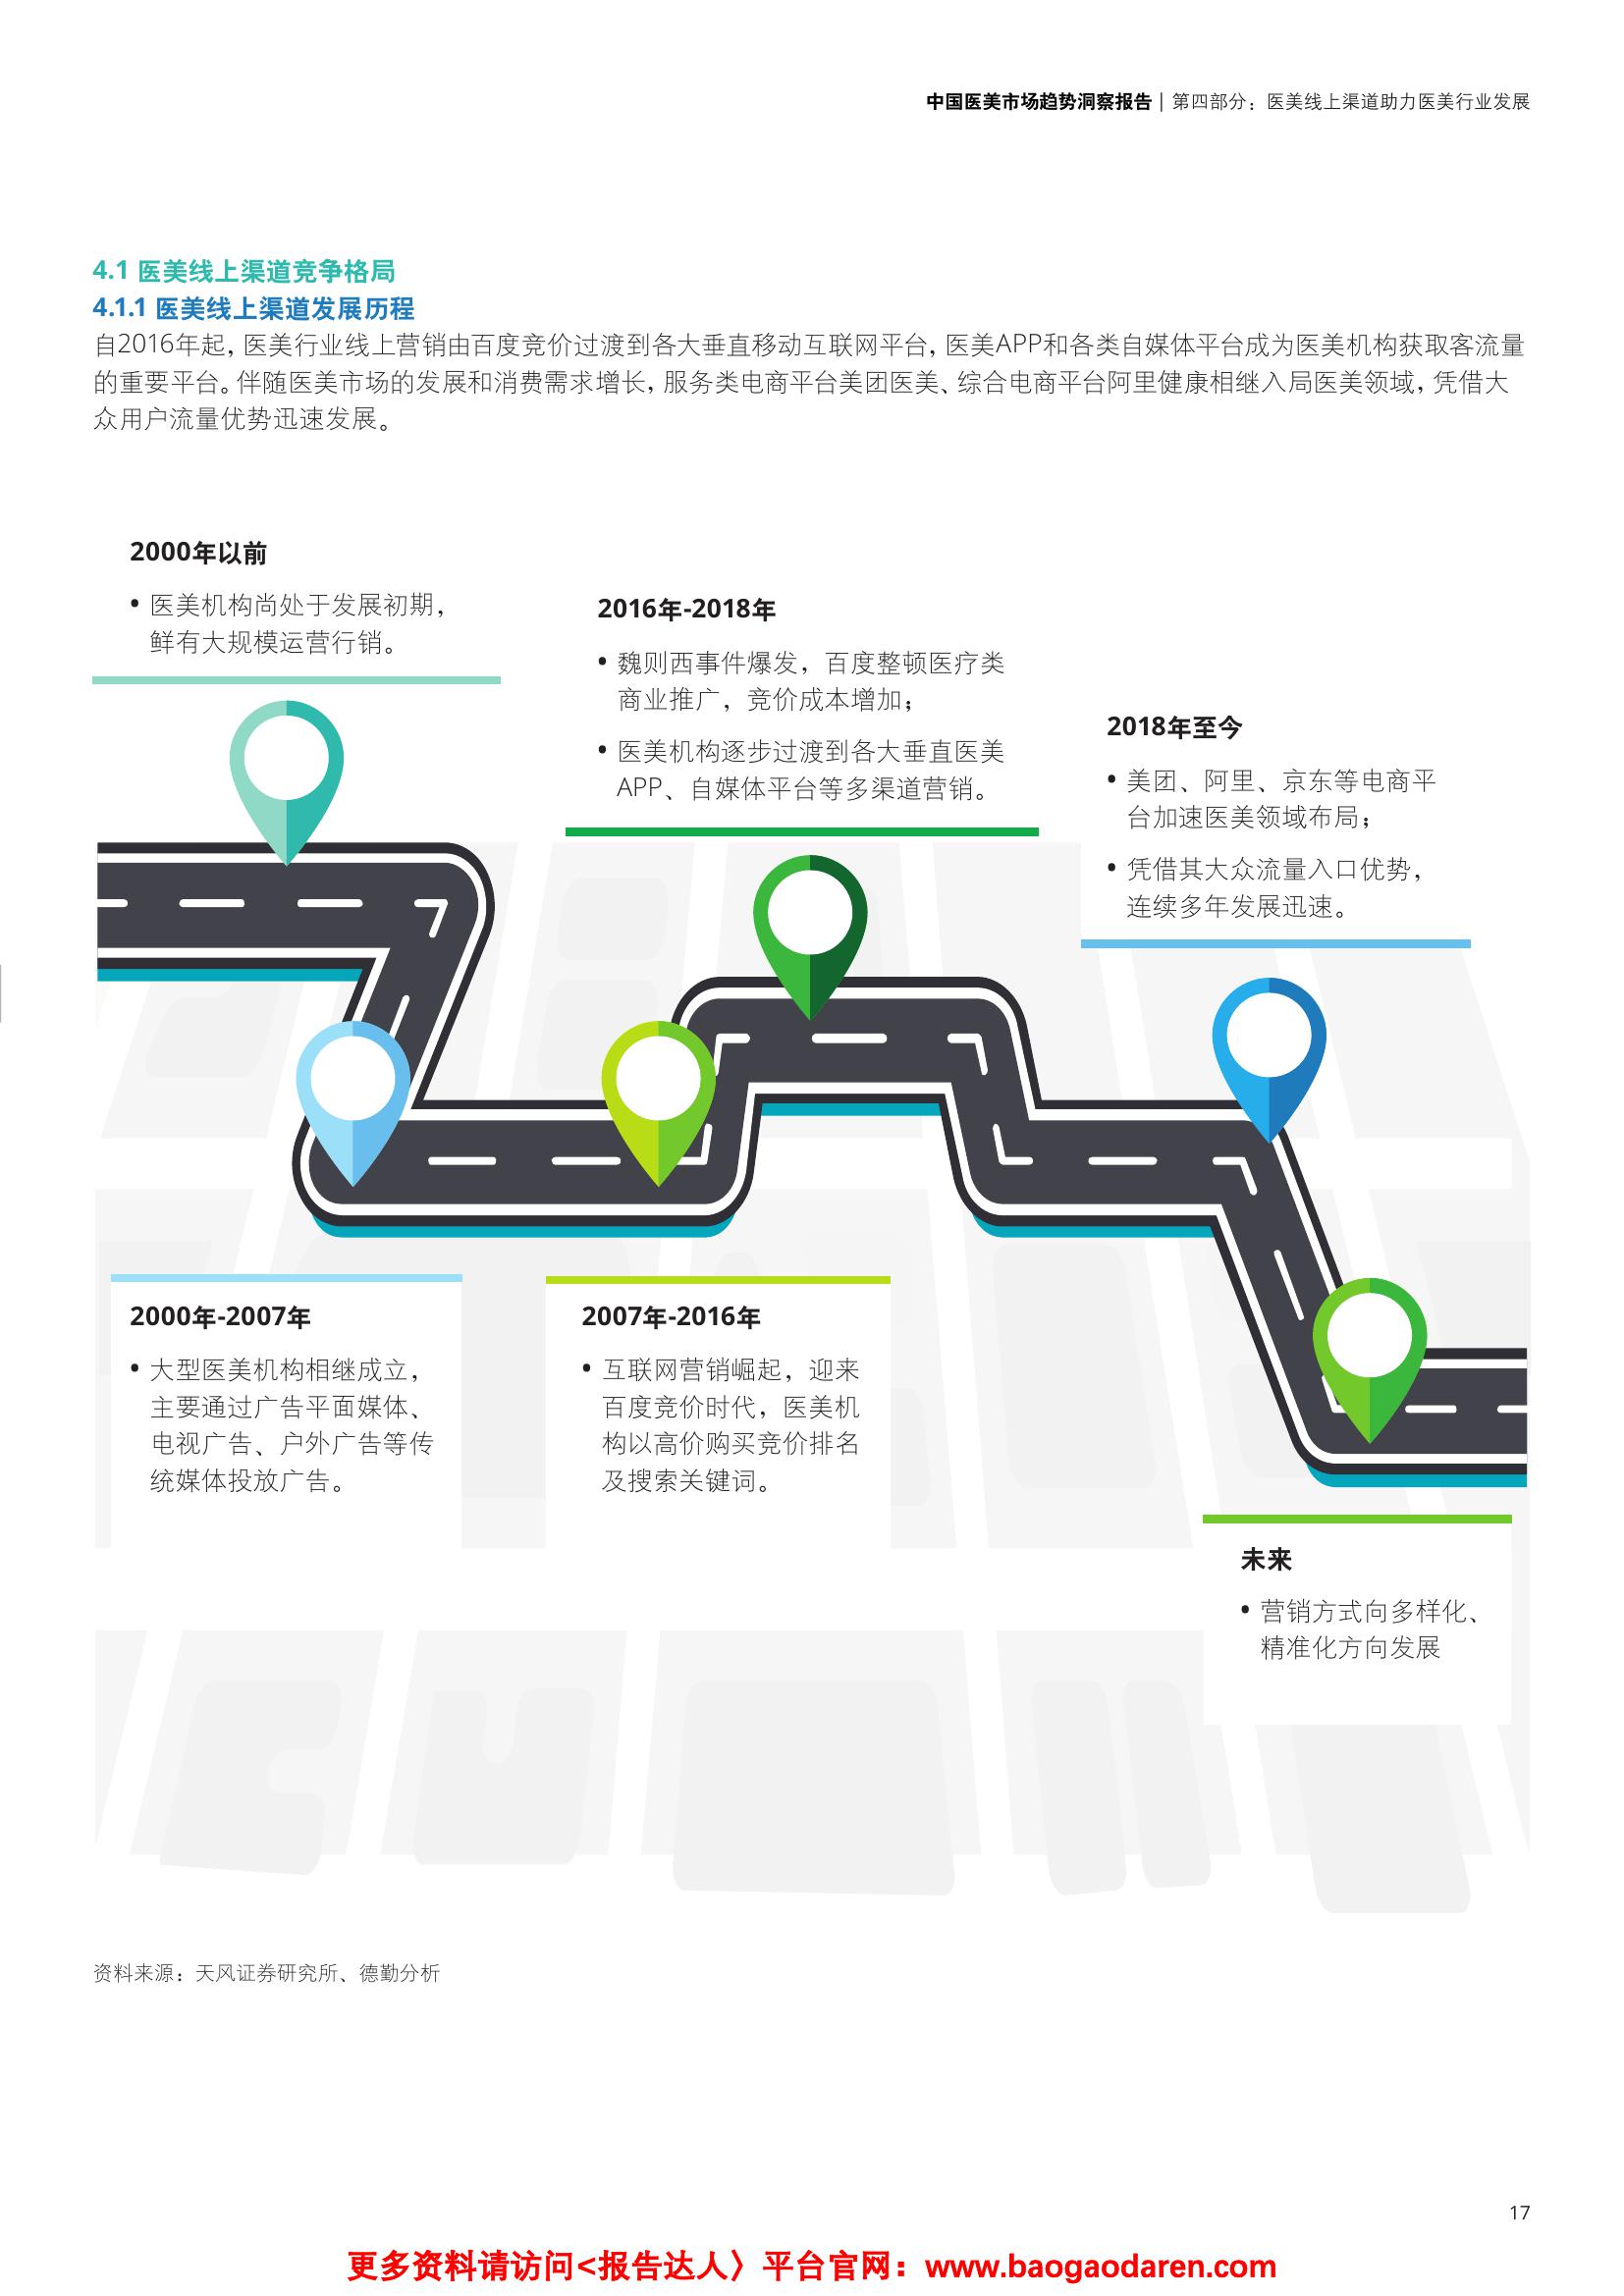 中国医美市场趋势洞察报告 | 第四部分：医美线上渠道助力医美行业发展
4.1 医美线上渠道竞争格局
4.1.1 医美线上渠道发展历程
自2016年起，医美行业线上营销由百度竞价过渡到各大垂直移动互联网平台，医美APP和各类自媒体平台成为医美机构获取客流量
的重要平台。伴随医美市场的发展和消费需求增长，服务类电商平台美团医美、综合电商平台阿里健康相继入局医美领域，凭借大
众用户流量优势迅速发展。
2000年以前
• 医美机构尚处于发展初期，
鲜有大规模运营行销。
2016年-2018年
• 魏则西事件爆发，百度整顿医疗类
商业推广，竞价成本增加；
• 医美机构逐步过渡到各大垂直医美
APP、自媒体平台等多渠道营销。
2018年至今
• 美团、阿里、京东等电商平
台加速医美领域布局；
• 凭借其大众流量入口优势，
连续多年发展迅速。
2000年-2007年
• 大型医美机构相继成立，
主要通过广告平面媒体、
电视广告、户外广告等传
统媒体投放广告。
2007年-2016年
• 互联网营销崛起，迎来
百度竞价时代，医美机
构以高价购买竞价排名
及搜索关键词。
未来
• 营销方式向多样化、
精准化方向发展
资料来源：天风证券研究所、德勤分析
17
更多资料请访问<报告达人〉平台官网：www.baogaodaren.com